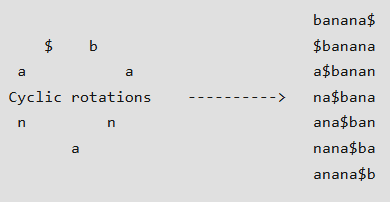 banana$
$ b $banana
a a a$banan
Cyclic rotations ----------> na$bana
n n ana$ban
a nana$ba
anana$b